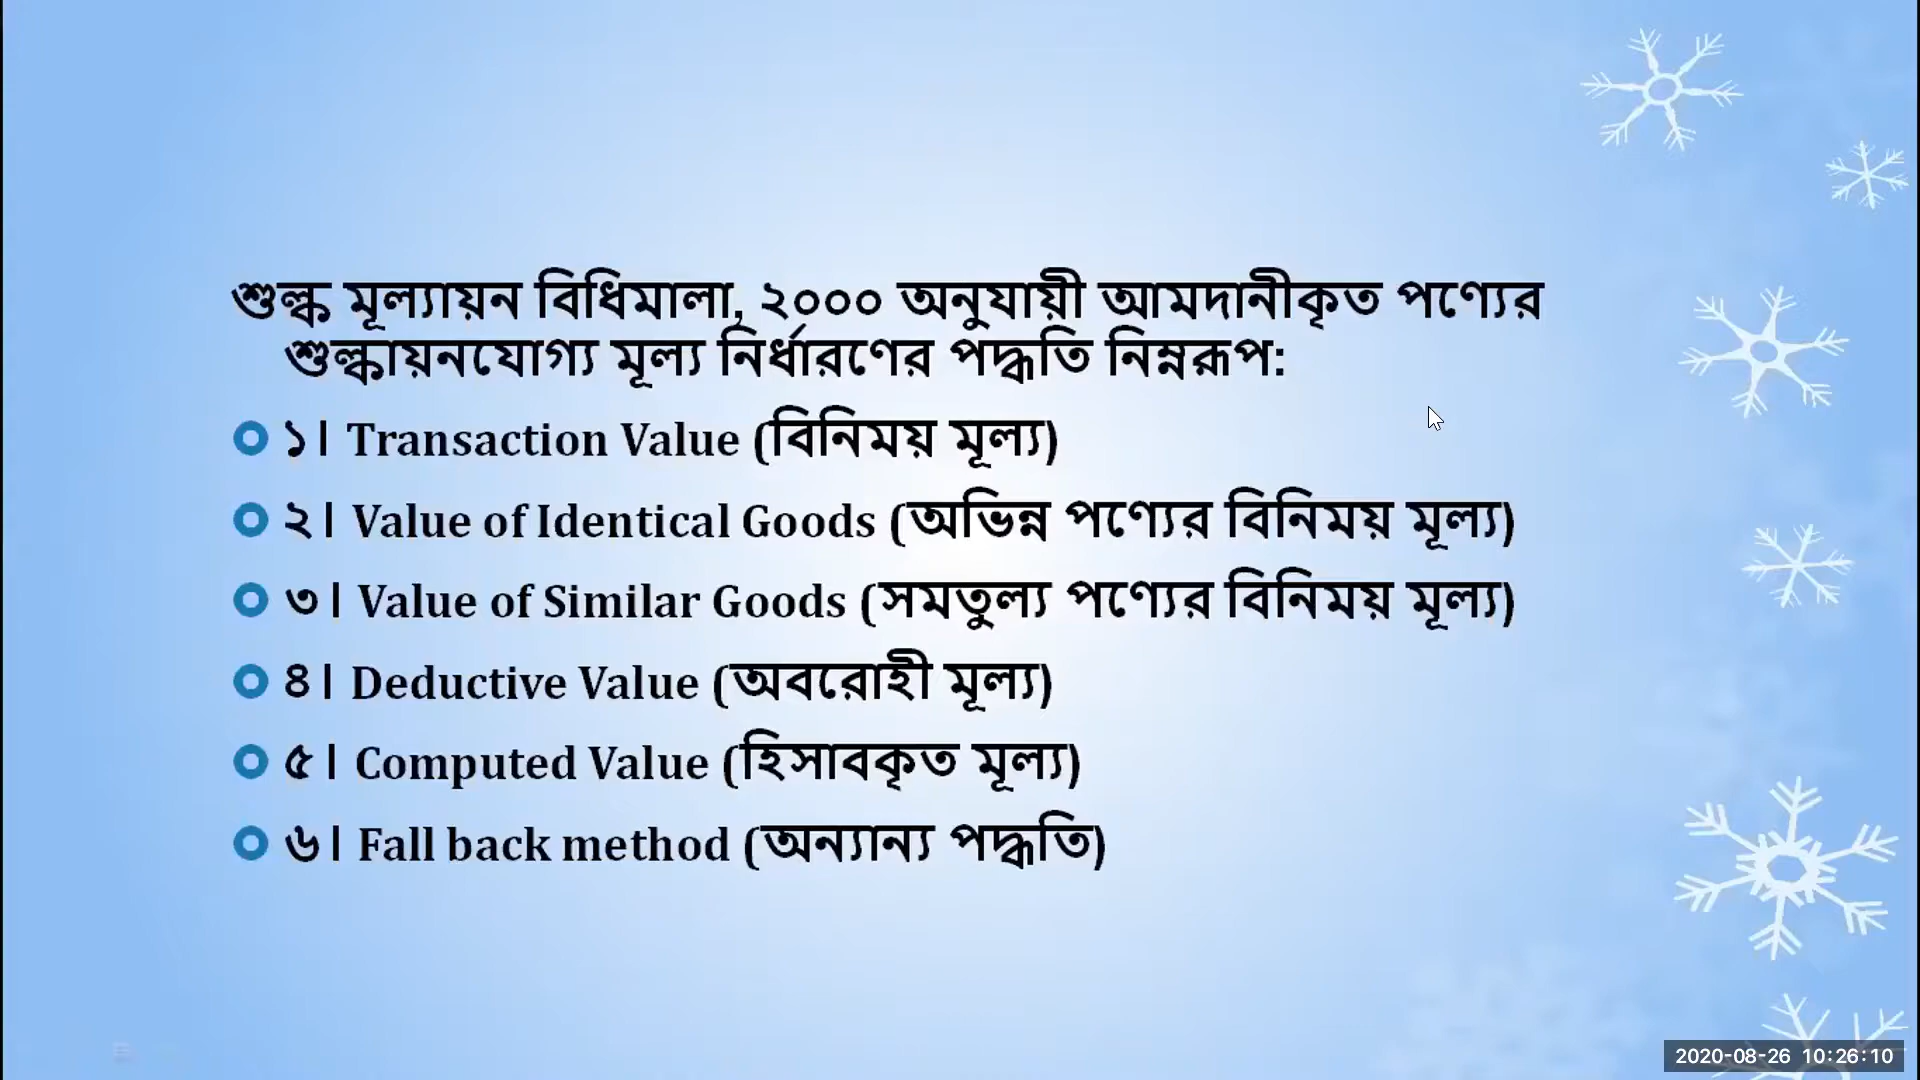 শুল্ক মূল্যায়ন বিধিমালা, ২০০০ অনুযায়ী আমদানীকৃত পণ্যের
শুল্কায়নযোগ্য মূল্য নির্ধারণের পদ্ধতি নিম্নরূপ:
১। Transaction Value (বিনিময় মূল্য)
২। Value of Identical Goods (অভিন্ন পণ্যের বিনিময় মূল্য)
৩। Value of Similar Goods (সমতুল্য পণ্যের বিনিময় মূল্য)
৪। Deductive Value (অবরোহী মূল্য)
৫। Computed Value (হিসাবকৃত মূল্য)
৬। Fall back method (অন্যান্য পদ্ধতি)
2020-08-26 10:26:10